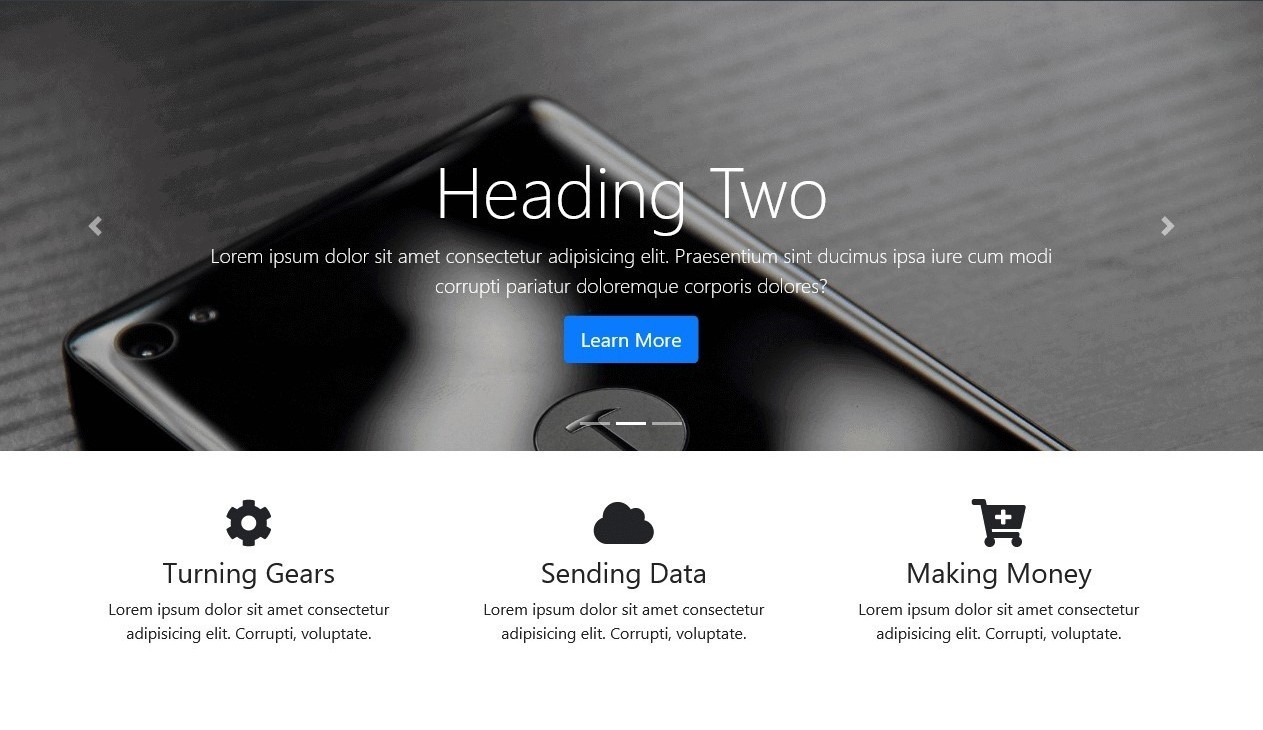 Heading Two
Lorem ipsum dolor sit amet consectetur adipisicing elit. Praesentium sint ducimus ipsa iure cum modi
corrupti pariatur doloremque corporis dolores?
Learn More
Turning Gears
Sending Data
Making Money
Lorem ipsum dolor sit amet consectetur
adipisicing elit. Corrupti, voluptate.
Lorem ipsum dolor sit amet consectetur
adipisicing elit. Corrupti, voluptate.
Lorem ipsum dolor sit amet consectetur
adipisicing elit. Corrupti, voluptate.